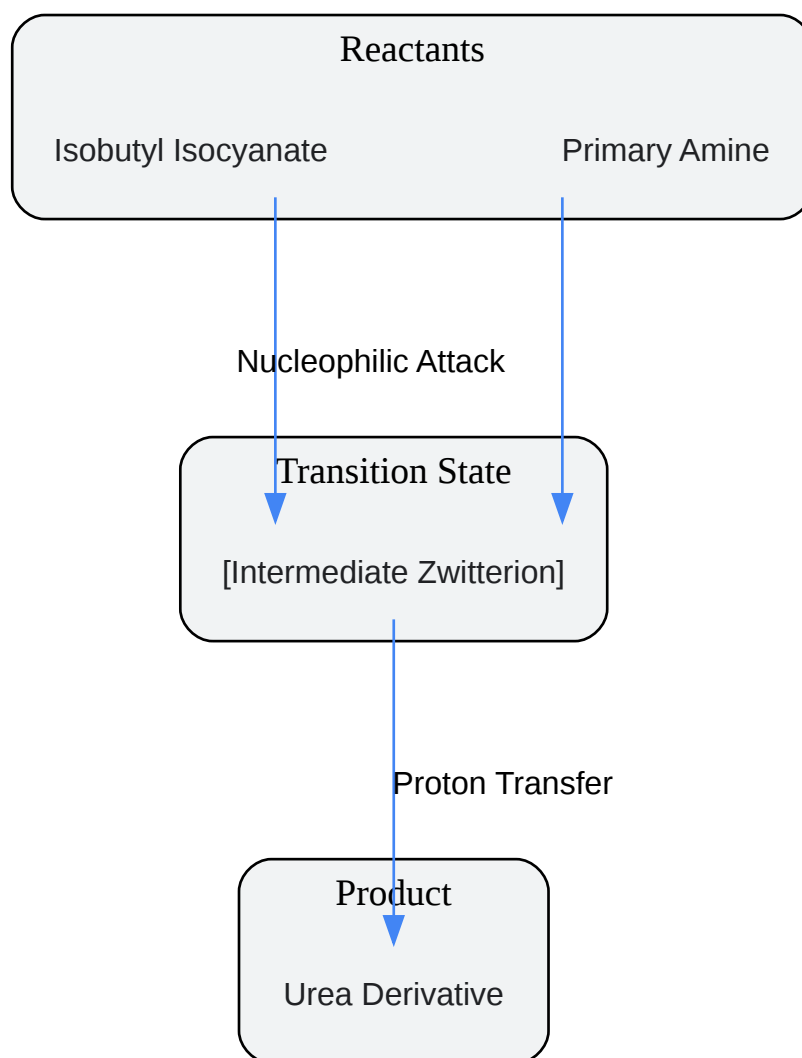 Reactants
Isobutyl Isocyanate
Primary Amine
Nucleophilic Attack
Transition State
[Intermediate Zwitterion]
Proton Transfer
Product
Urea Derivative